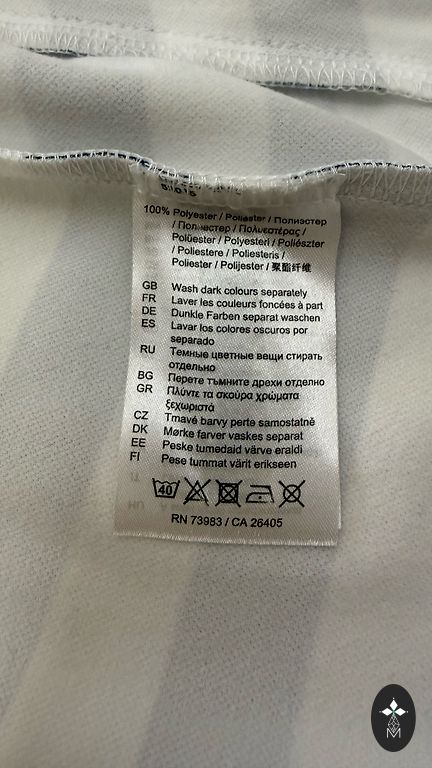 100% Polyester / Poliester / Полиэстер
/ Полиестер / Πολυεστέρας /
Polüester / Polyesteri / Poliészter
/ Poliestere / Poliesteris /
Poliester / Polijester / 聚酯纤维
GB Wash dark colours separately
FR Laver les couleurs foncées à part
DE Dunkle Farben separat waschen
ES Lavar los colores oscuros por
separado
RU Темные цветные вещи стирать
отдельно
BG Перете тъмните дрехи отделно
GR Πλύντε τα σκούρα χρώματα
ξεχωριστά
CZ Tmavé barvy perte samostatně
DK Mørke farver vaskes separat
EE Peske tumedaid värve eraldi
FI Pese tummat värit erikseen
40
RN 73983 / CA 26405
M